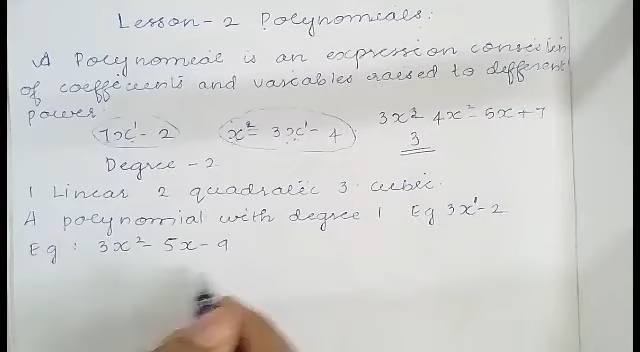 Lesson - 2 Polynomials:
A Polynomial is an expression consistin
of coefficients and variables raised to different
power.
7x¹ - 2 x² - 3x¹ - 4 3x³ - 4x² - 5x + 7
3
Degree - 2
1 Linear 2 quadratic 3 cubic.
A polynomial with degree 1 Eg 3x¹ - 2
Eg : 3x² - 5x - 9